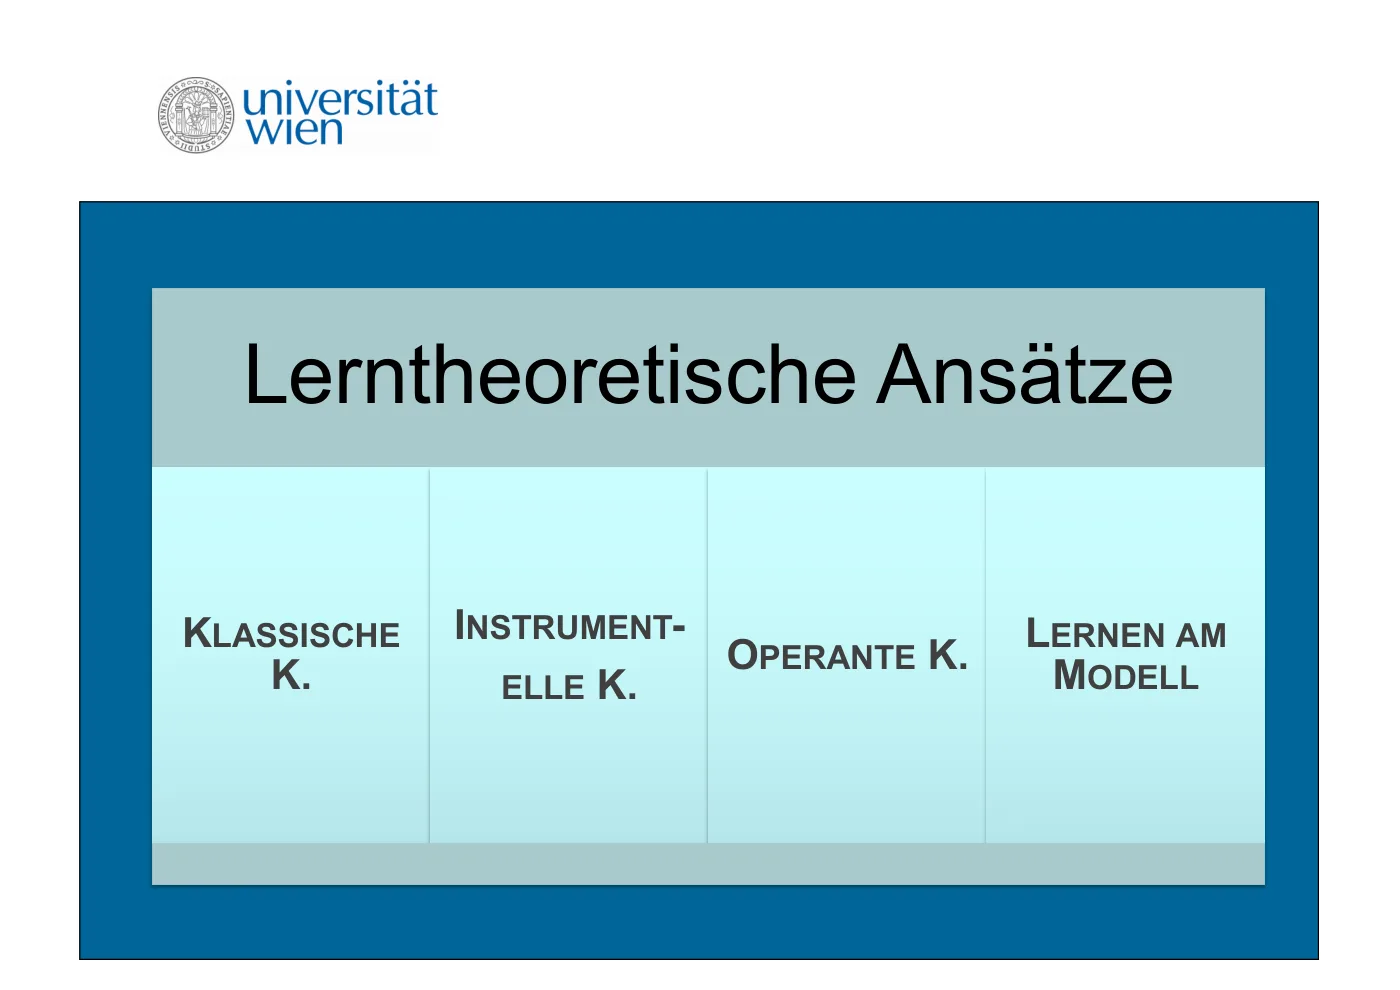 universität
wien
Lerntheoretische Ansätze
KLASSISCHE
K.
INSTRUMENT-
ELLE K.
OPERANTE K.
LERNEN AM
MODELL